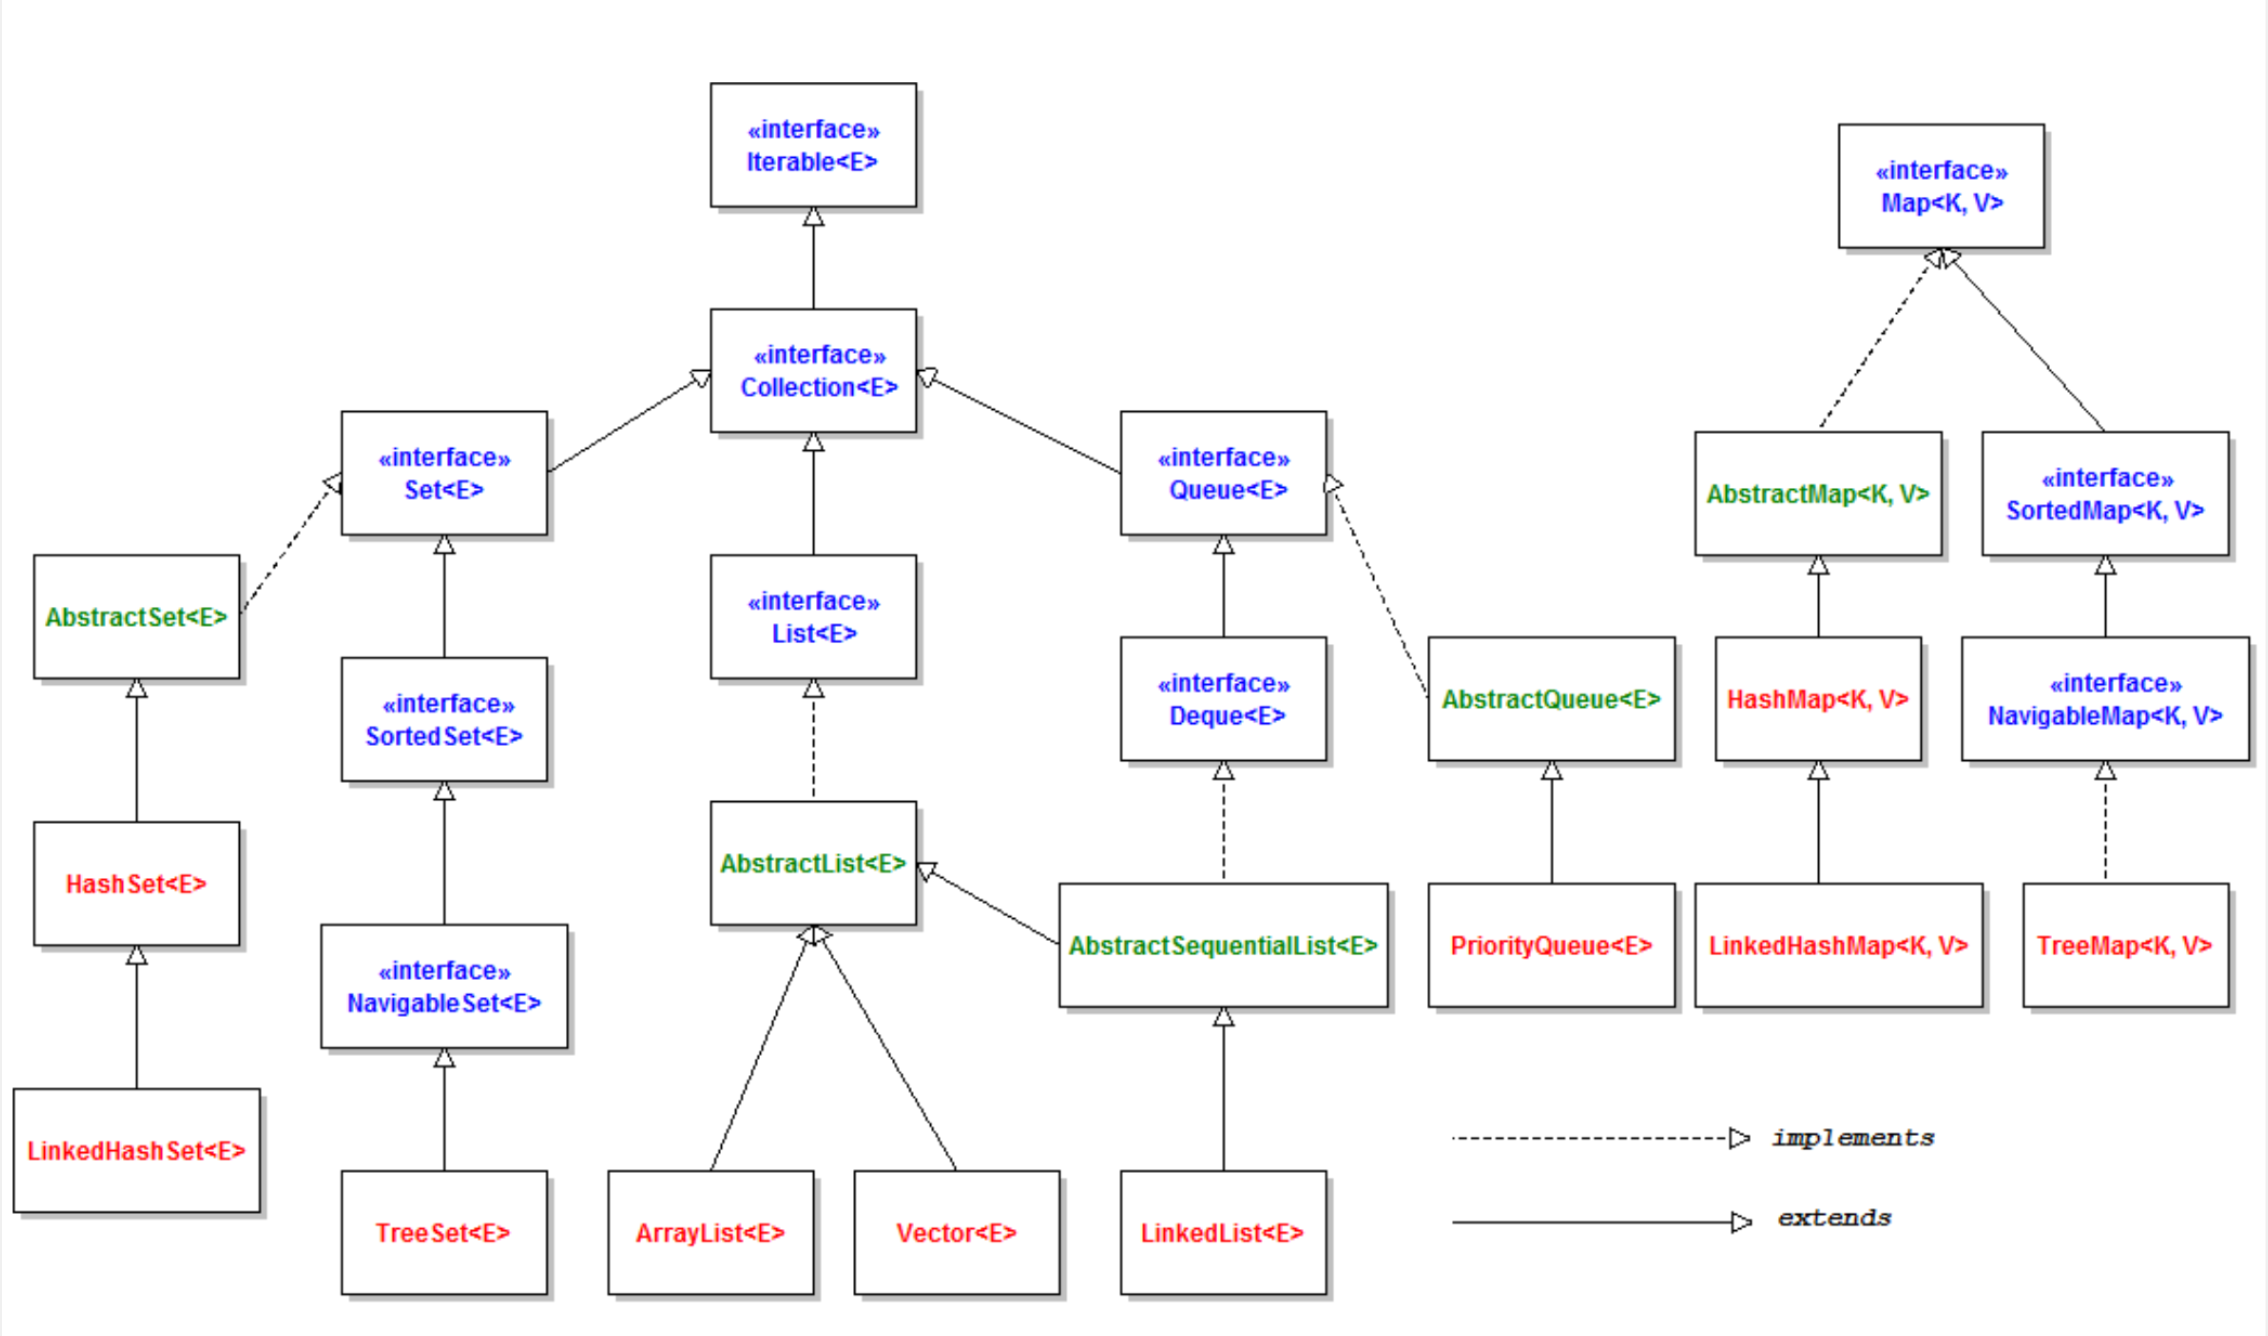 «interface»
Iterable<E>
«interface»
Map<K, V>
«interface»
Collection<E>
«interface»
Set<E>
«interface»
Queue<E>
AbstractMap<K, V>
«interface»
SortedMap<K, V>
AbstractSet<E>
«interface»
List<E>
«interface»
SortedSet<E>
«interface»
Deque<E>
AbstractQueue<E>
HashMap<K, V>
«interface»
NavigableMap<K, V>
HashSet<E>
AbstractList<E>
«interface»
NavigableSet<E>
AbstractSequentialList<E>
PriorityQueue<E>
LinkedHashMap<K, V>
TreeMap<K, V>
LinkedHashSet<E>
TreeSet<E>
ArrayList<E>
Vector<E>
LinkedList<E>
implements
extends